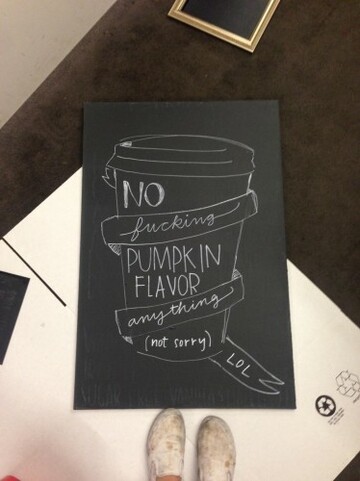 NO
fucking
PUMPKIN
FLAVOR
anything
(not sorry)
LOL